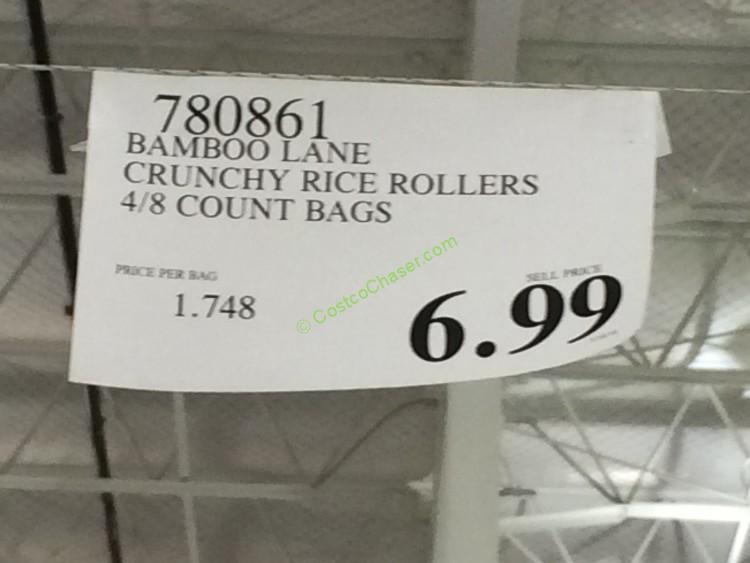 780861
BAMBOO LANE
CRUNCHY RICE ROLLERS
4/8 COUNT BAGS
PRICE PER BAG
1.748
SELL PRICE
6.99
© CostcoChaser.com